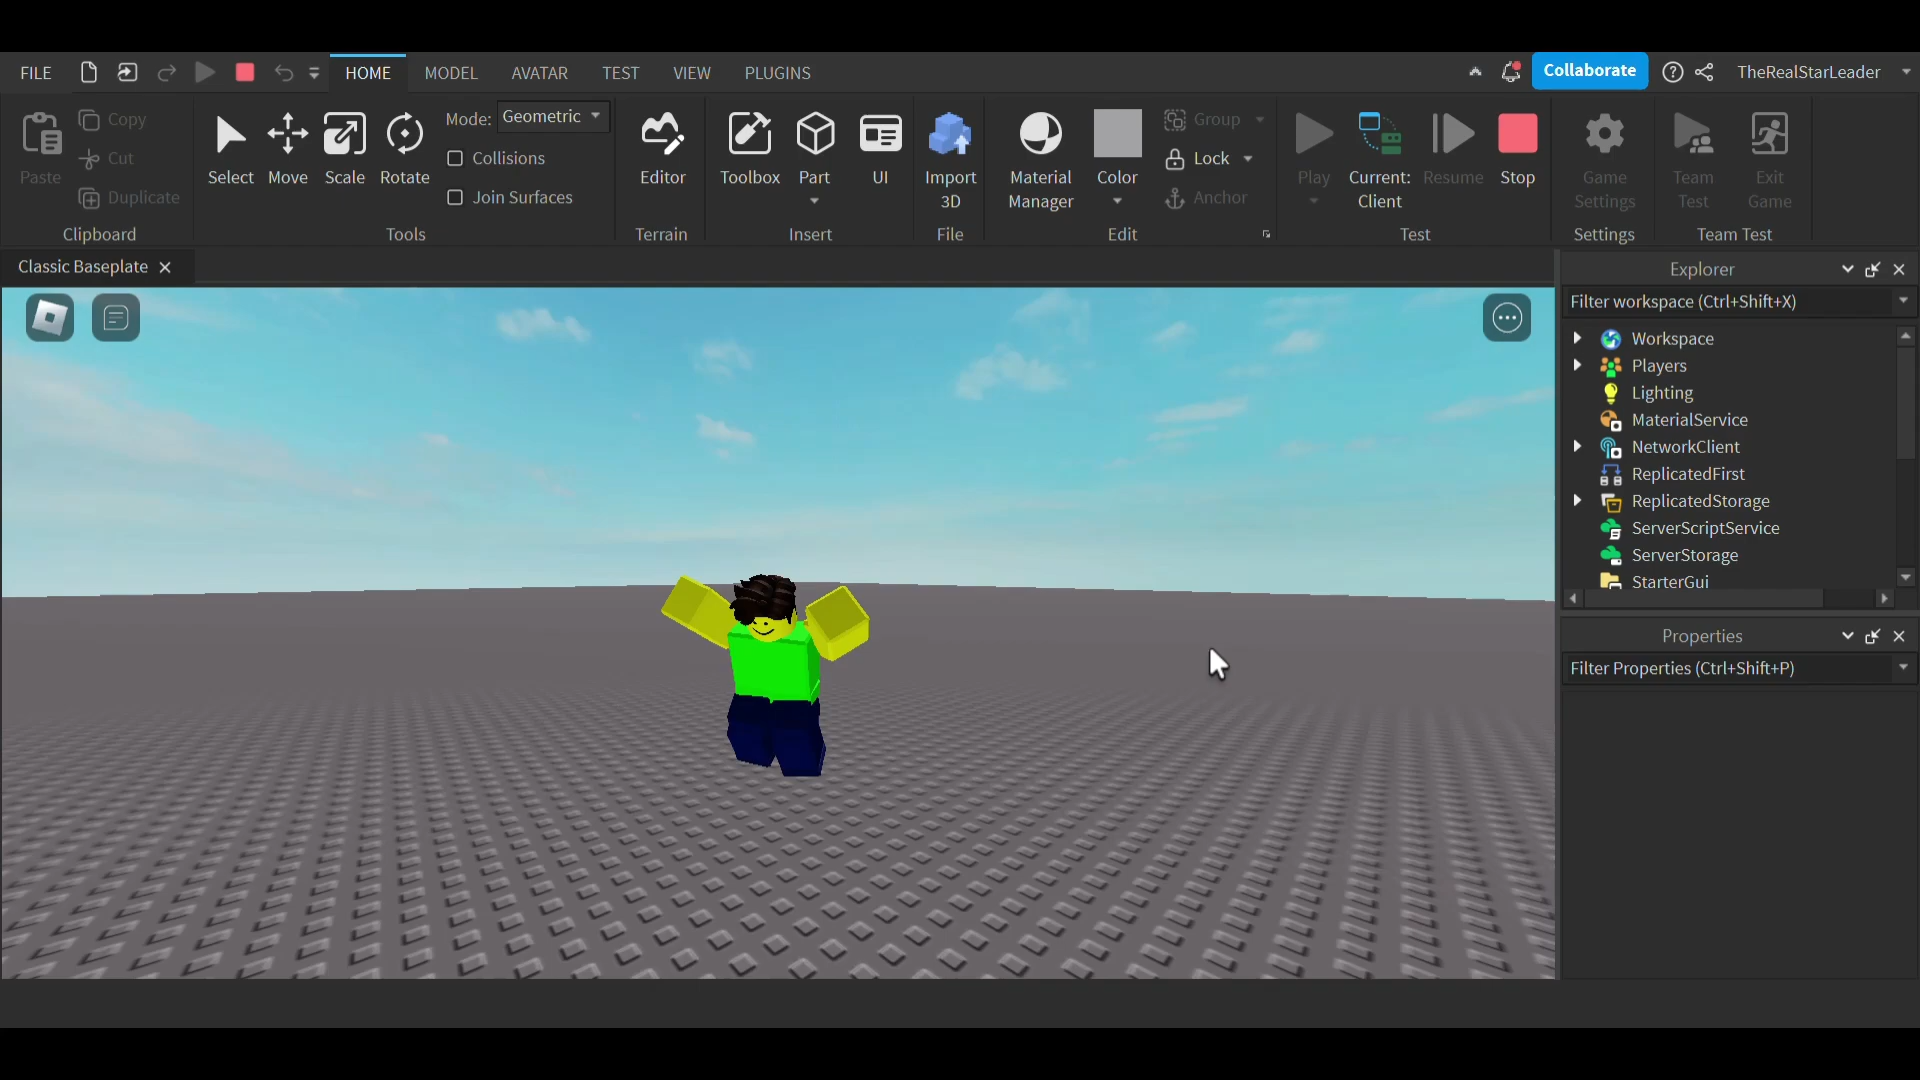 FILE HOME MODEL AVATAR TEST VIEW PLUGINS Collaborate TheRealStarLeader
Paste
Copy
Cut
Duplicate
Clipboard
Select Move Scale Rotate
Mode: Geometric
Collisions
Join Surfaces
Tools
Editor
Terrain
Toolbox Part UI
Insert
Import
3D
File
Material
Manager
Color
Group
Lock
Anchor
Edit
Play
Current:
Client
Resume
Stop
Test
Game
Settings
Settings
Team
Test
Exit
Game
Team Test
Classic Baseplate
Explorer
Filter workspace (Ctrl+Shift+X)
Workspace
Players
Lighting
MaterialService
NetworkClient
ReplicatedFirst
ReplicatedStorage
ServerScriptService
ServerStorage
StarterGui
Properties
Filter Properties (Ctrl+Shift+P)